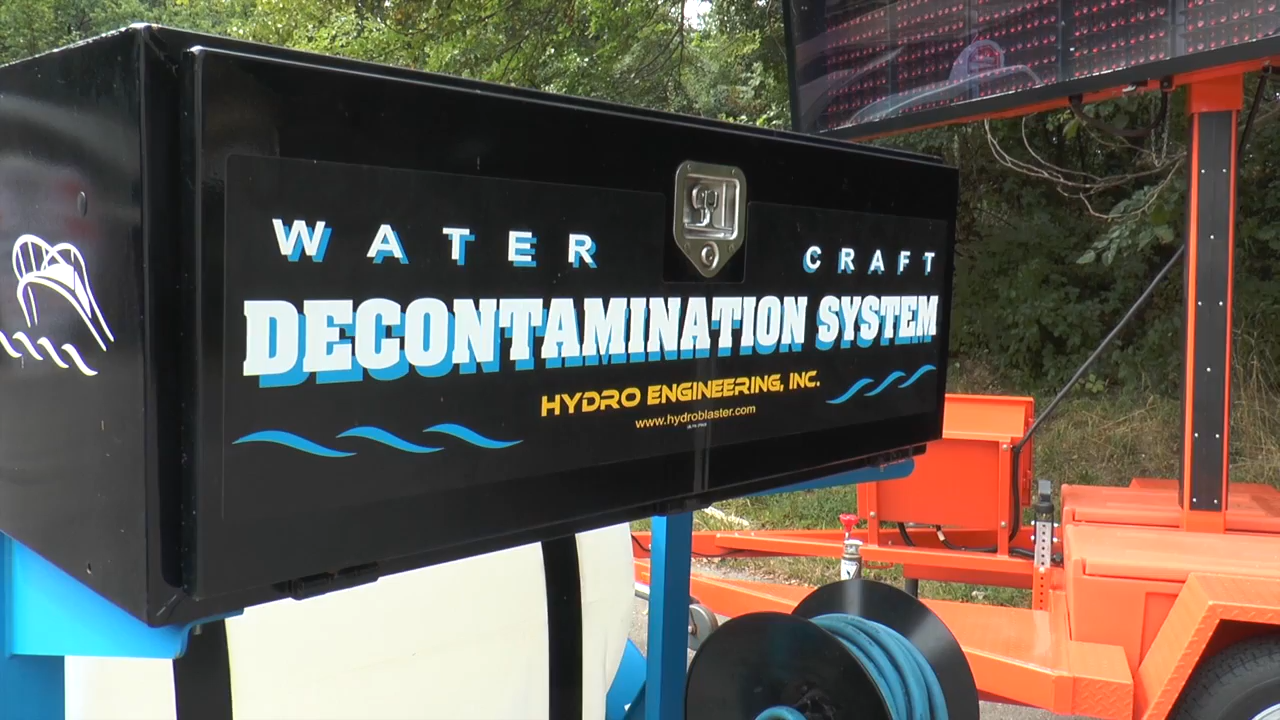 WATER CRAFT
DECONTAMINATION SYSTEM
HYDRO ENGINEERING, INC.
www.hydroblaster.com